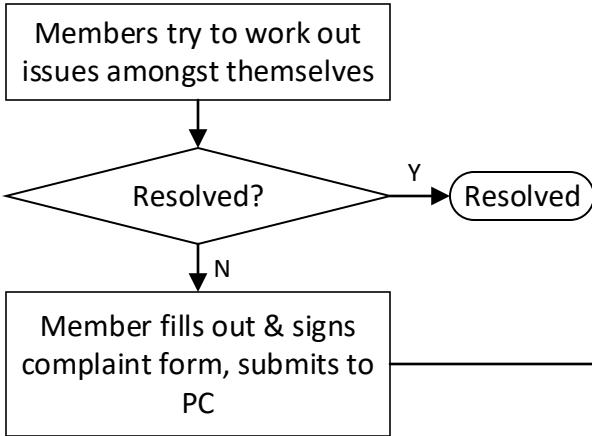 Members try to work out
issues amongst themselves
Resolved?
Y
Resolved
N
Member fills out & signs
complaint form, submits to
PC